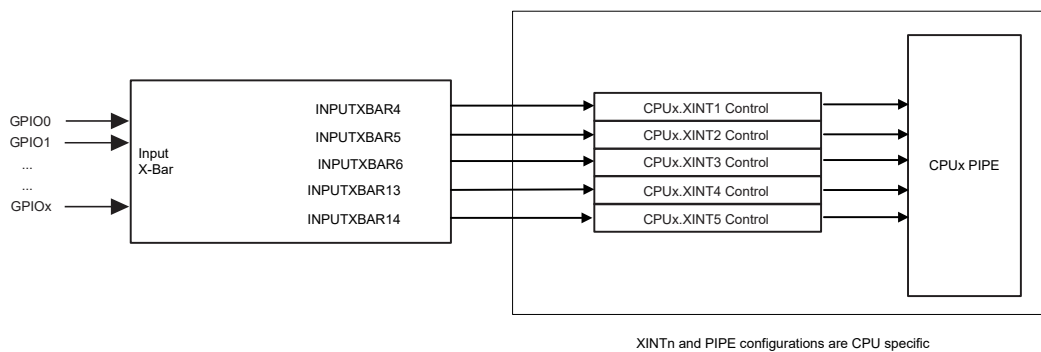 GPIO0
GPIO1
...
...
GPIOx
Input
X-Bar
INPUTXBAR4
INPUTXBAR5
INPUTXBAR6
INPUTXBAR13
INPUTXBAR14
CPUx.XINT1 Control
CPUx.XINT2 Control
CPUx.XINT3 Control
CPUx.XINT4 Control
CPUx.XINT5 Control
CPUx PIPE
XINTn and PIPE configurations are CPU specific